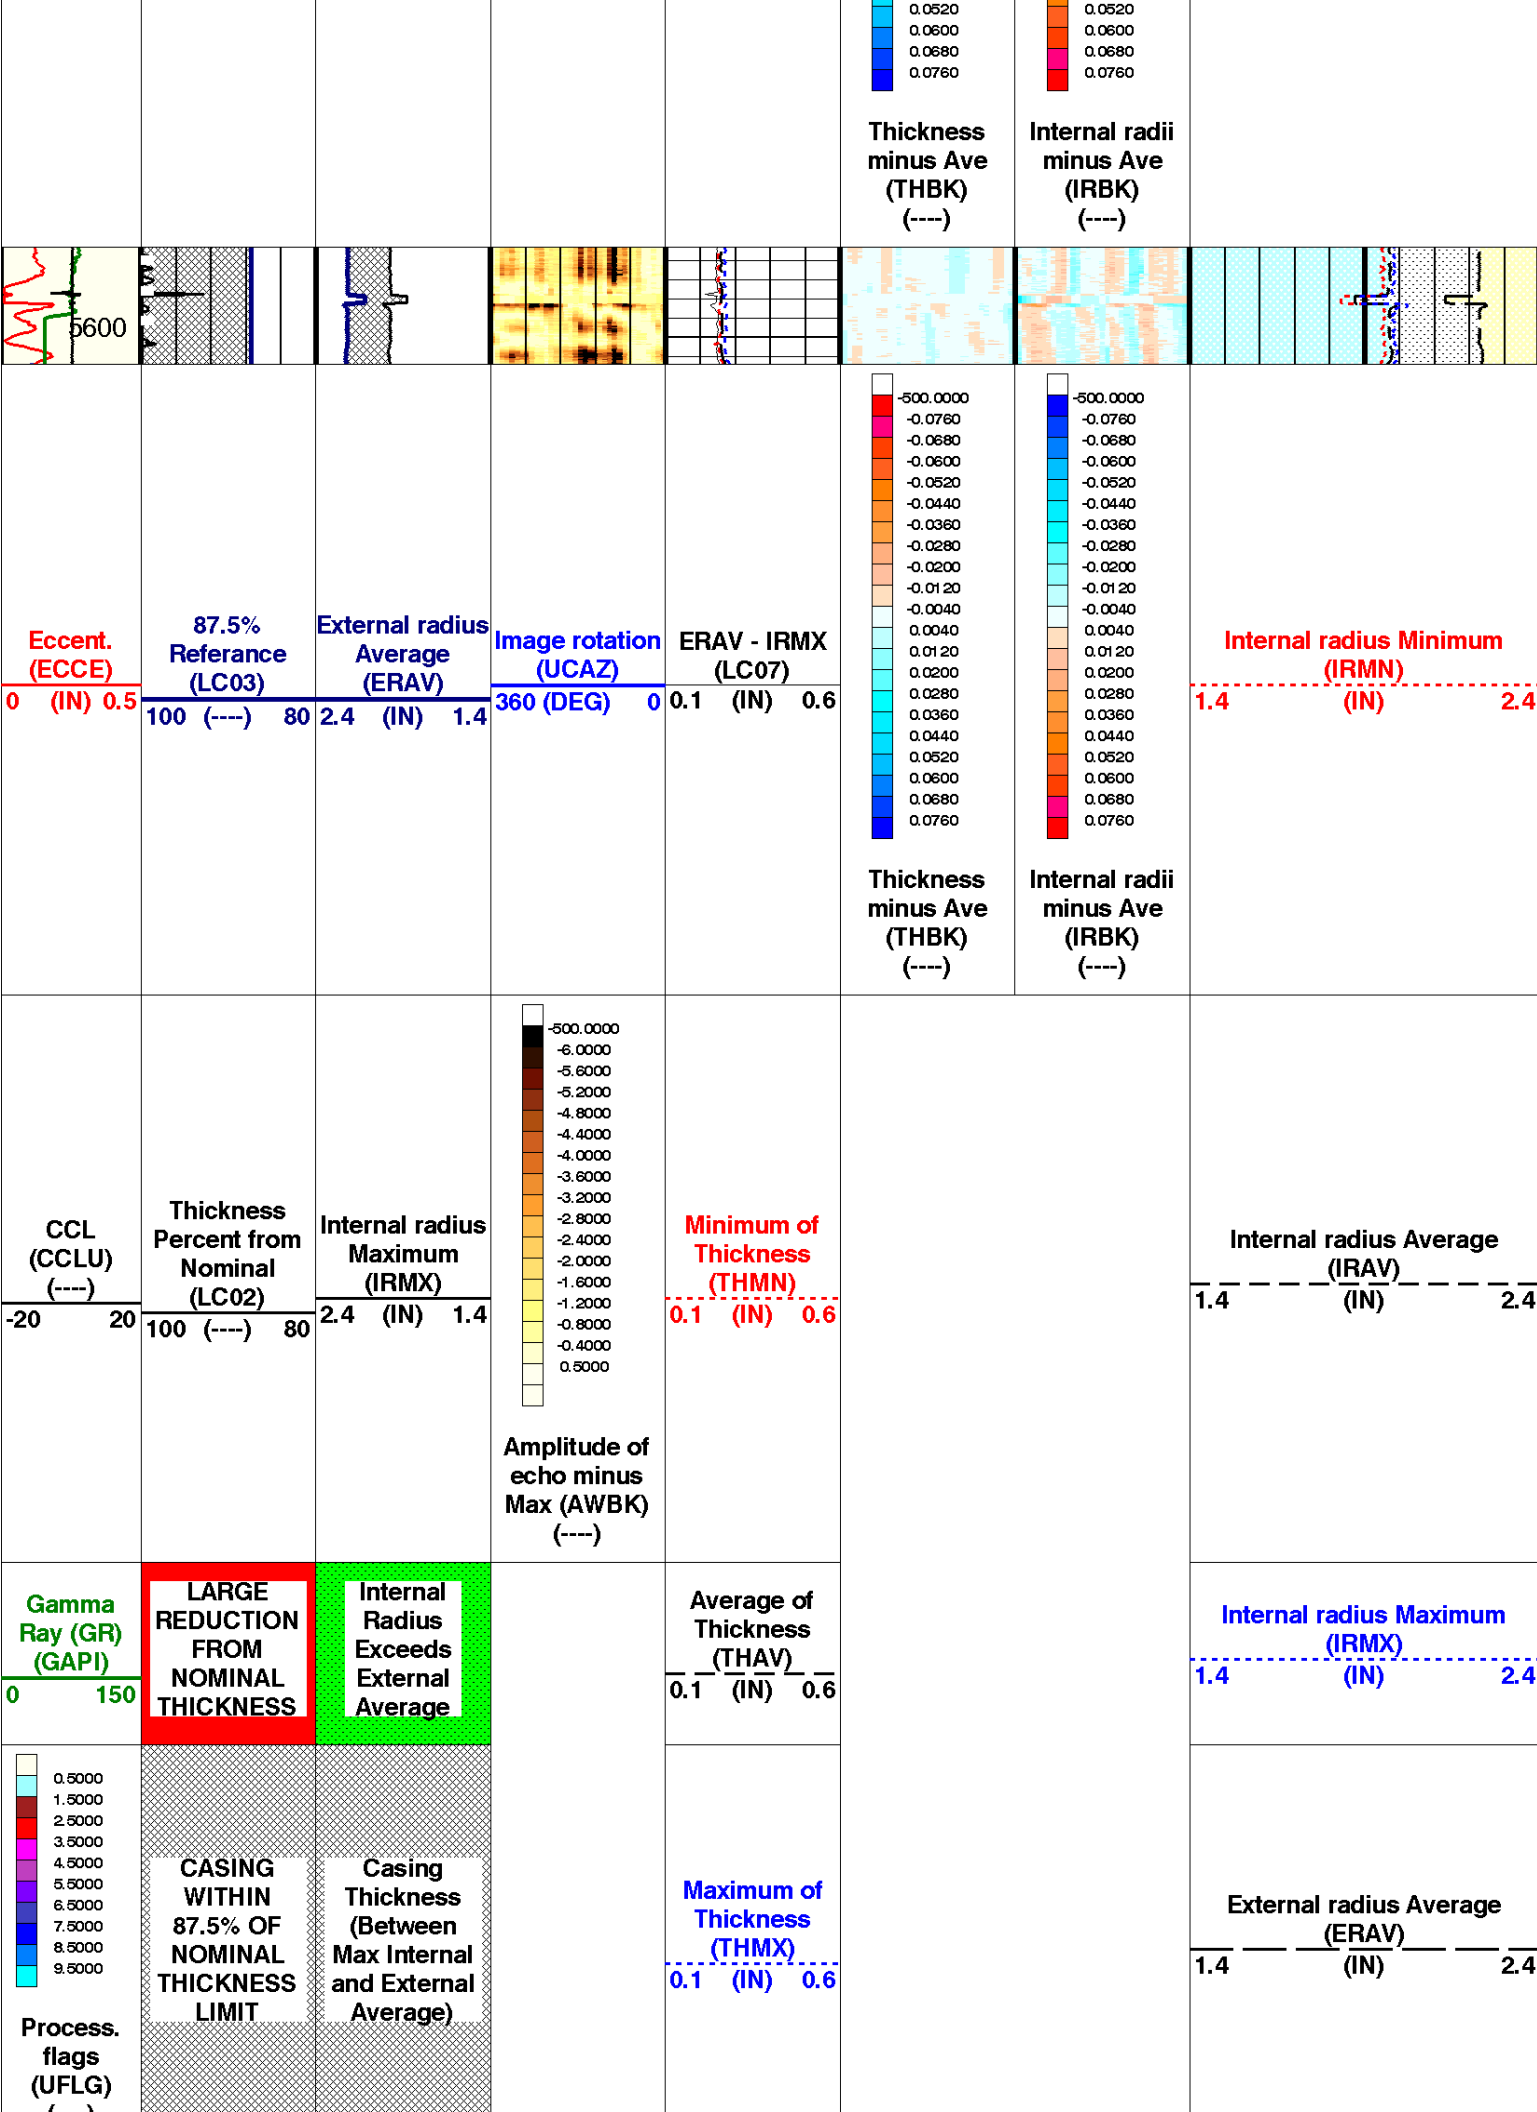 0.0520
0.0600
0.0680
0.0760
0.0520
0.0600
0.0680
0.0760
Thickness
minus Ave
(THBK)
(----)
Internal radii
minus Ave
(IRBK)
(----)
5600
-500.0000
-0.0760
-0.0680
-0.0600
-0.0520
-0.0440
-0.0360
-0.0280
-0.0200
-0.0120
-0.0040
0.0040
0.0120
0.0200
0.0280
0.0360
0.0440
0.0520
0.0600
0.0680
0.0760
Thickness
minus Ave
(THBK)
(----)
-500.0000
-0.0760
-0.0680
-0.0600
-0.0520
-0.0440
-0.0360
-0.0280
-0.0200
-0.0120
-0.0040
0.0040
0.0120
0.0200
0.0280
0.0360
0.0440
0.0520
0.0600
0.0680
0.0760
Internal radii
minus Ave
(IRBK)
(----)
Eccent.
(ECCE)
0 (IN) 0.5
87.5%
Referance
(LC03)
100 (----) 80
External radius
Average
(ERAV)
2.4 (IN) 1.4
Image rotation
(UCAZ)
360 (DEG) 0
ERAV - IRMX
(LC07)
0.1 (IN) 0.6
Internal radius Minimum
(IRMN)
1.4 (IN) 2.4
CCL
(CCLU)
(----)
-20 20
Thickness
Percent from
Nominal
(LC02)
100 (----) 80
Internal radius
Maximum
(IRMX)
2.4 (IN) 1.4
-500.0000
-6.0000
-5.6000
-5.2000
-4.8000
-4.4000
-4.0000
-3.6000
-3.2000
-2.8000
-2.4000
-2.0000
-1.6000
-1.2000
-0.8000
-0.4000
0.5000
Amplitude of
echo minus
Max (AWBK)
(----)
Minimum of
Thickness
(THMN)
0.1 (IN) 0.6
Internal radius Average
(IRAV)
1.4 (IN) 2.4
Gamma
Ray (GR)
(GAPI)
0 150
LARGE
REDUCTION
FROM
NOMINAL
THICKNESS
Internal
Radius
Exceeds
External
Average
Average of
Thickness
(THAV)
0.1 (IN) 0.6
Internal radius Maximum
(IRMX)
1.4 (IN) 2.4
0.5000
1.5000
2.5000
3.5000
4.5000
5.5000
6.5000
7.5000
8.5000
9.5000
Process.
flags
(UFLG)
CASING
WITHIN
87.5% OF
NOMINAL
THICKNESS
LIMIT
Casing
Thickness
(Between
Max Internal
and External
Average)
Maximum of
Thickness
(THMX)
0.1 (IN) 0.6
External radius Average
(ERAV)
1.4 (IN) 2.4